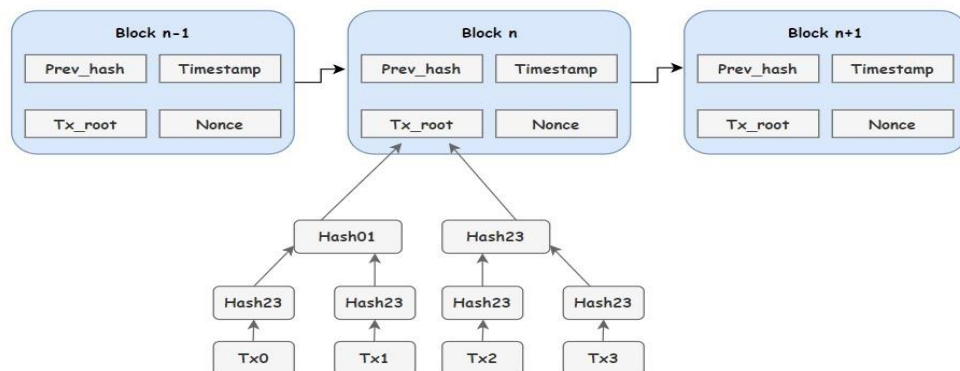 Block n-1
Block n
Block n+1
Prev_hash Timestamp
Prev_hash Timestamp
Prev_hash Timestamp
Tx_root Nonce
Tx_root Nonce
Tx_root Nonce
Hash01
Hash23
Hash23
Hash23
Hash23
Hash23
Tx0
Tx1
Tx2
Tx3